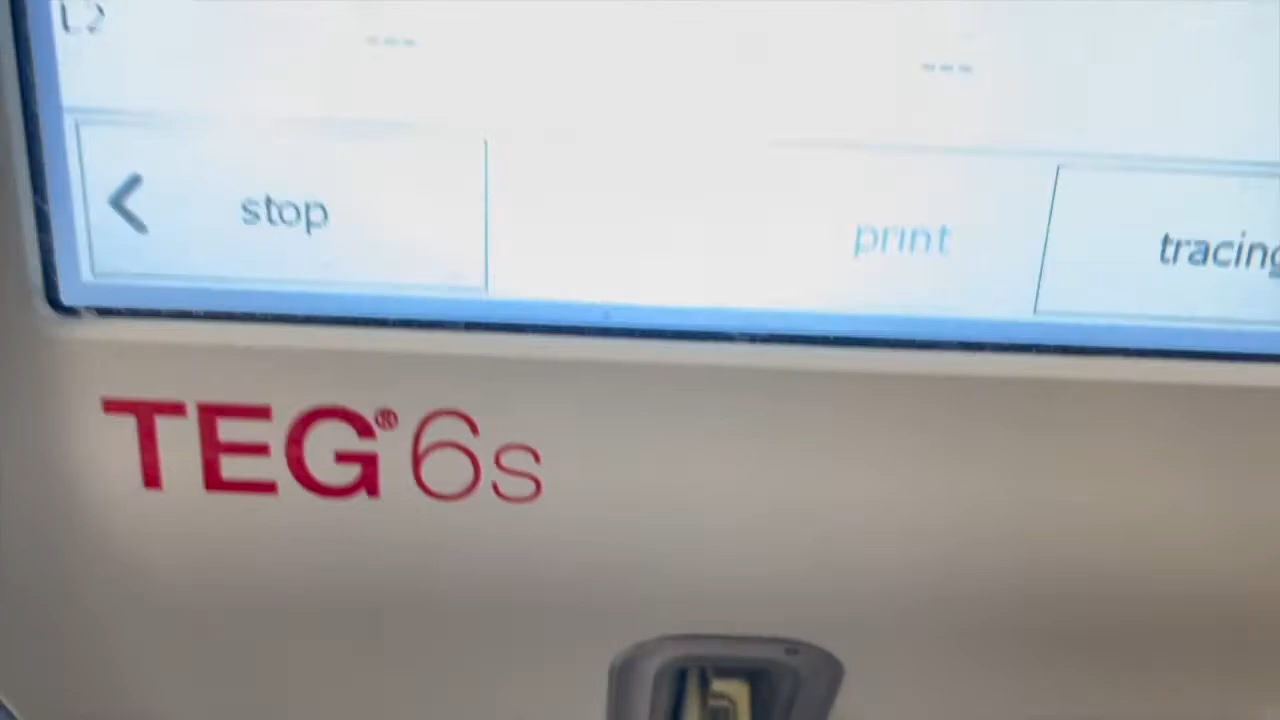 ---
---
stop
print
tracing
TEG® 6s